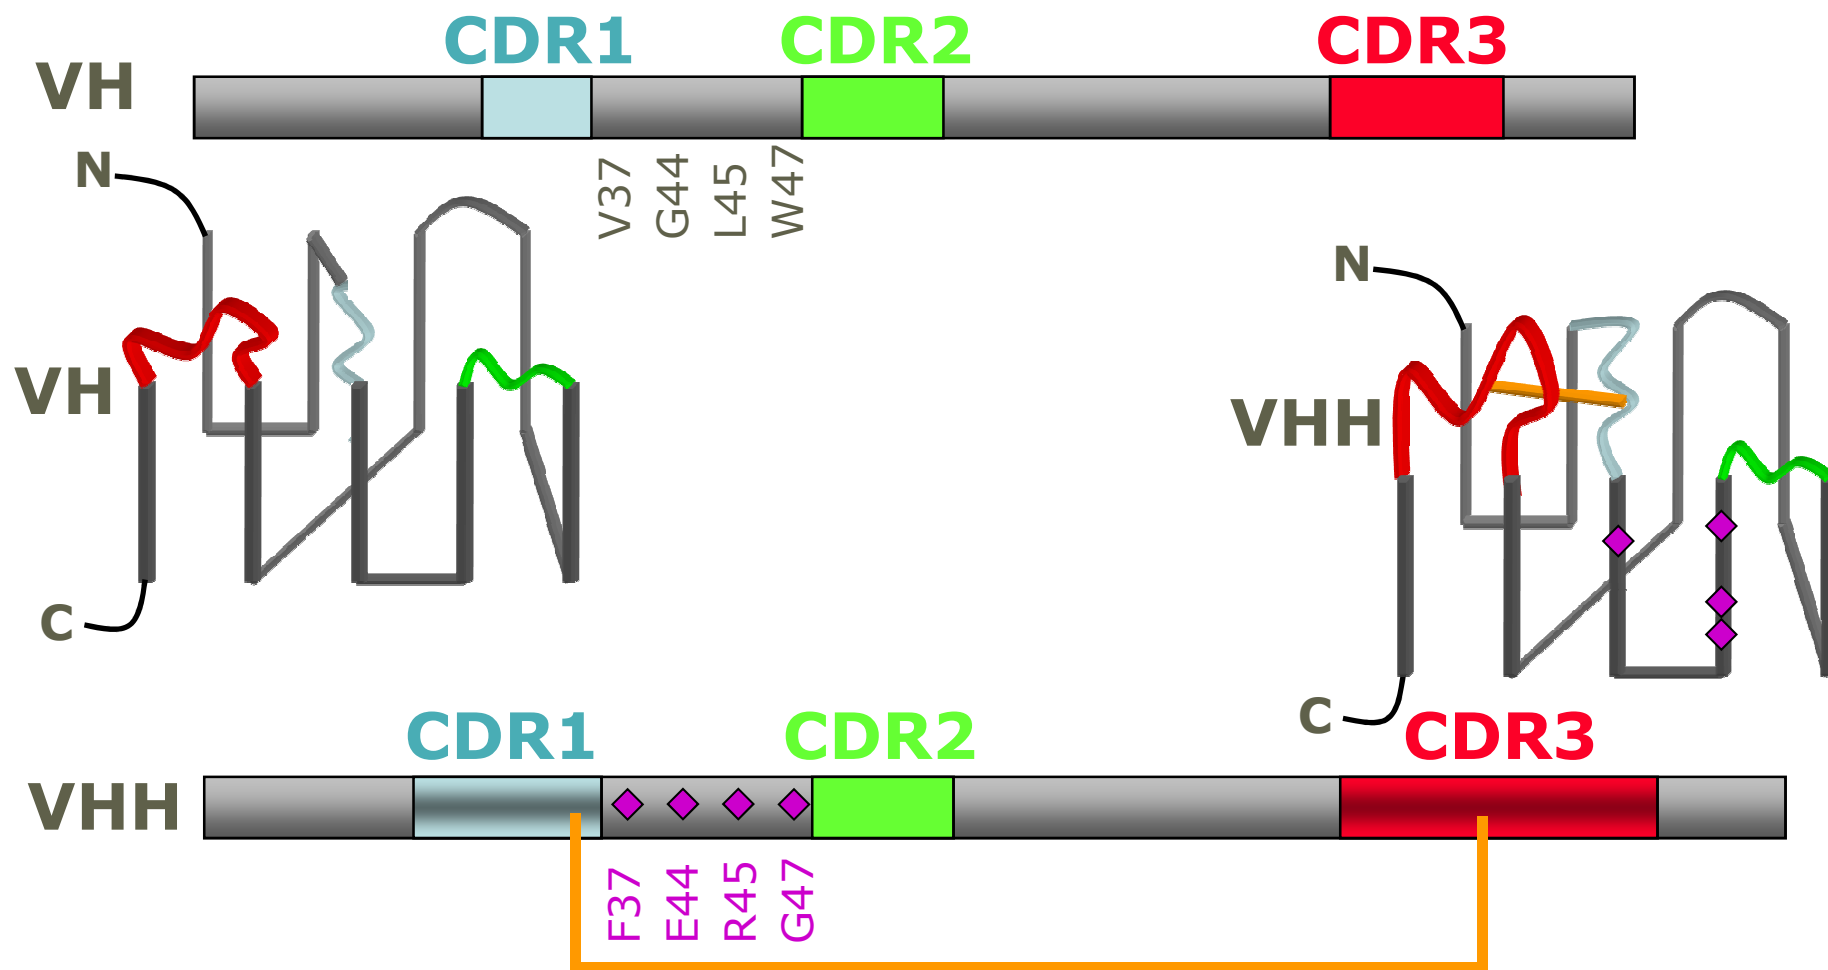 CDR1 CDR2 CDR3
VH
V37 G44 L45 W47
N
VH
C
N
VHH
C
CDR1 CDR2 CDR3
VHH
F37 E44 R45 G47